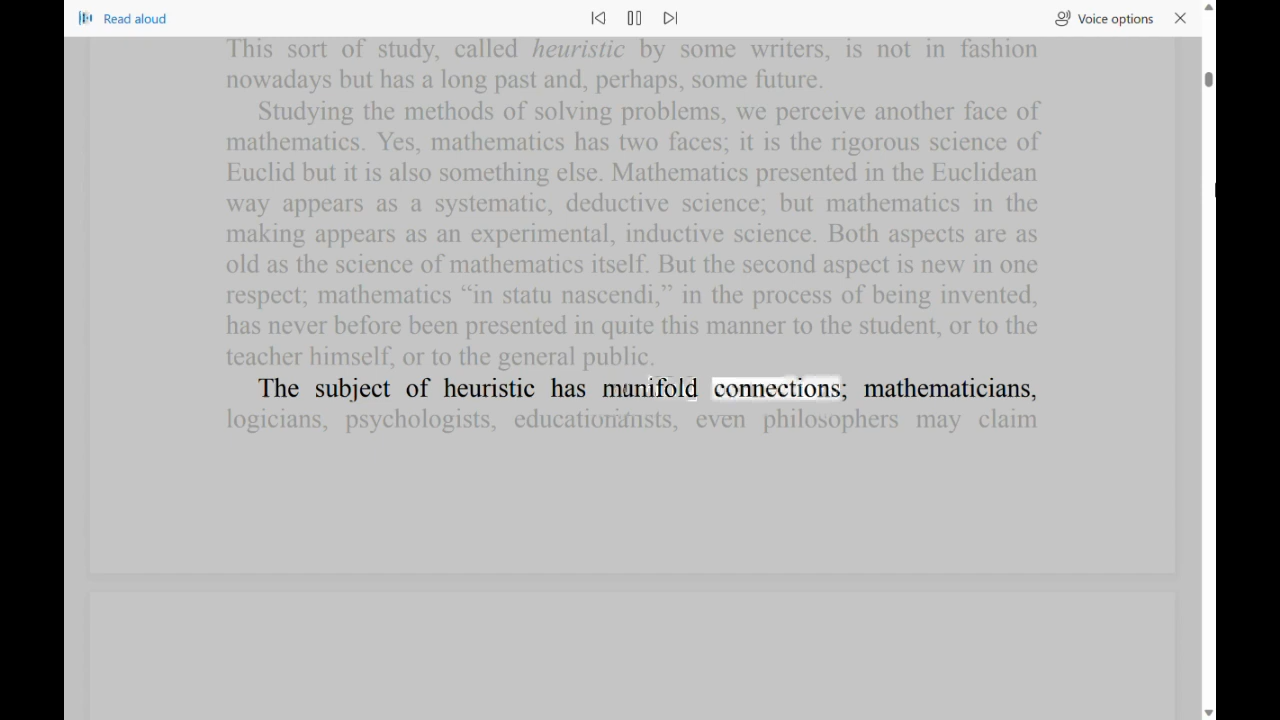 Read aloud
Voice options
This sort of study, called heuristic by some writers, is not in fashion
nowadays but has a long past and, perhaps, some future.
Studying the methods of solving problems, we perceive another face of
mathematics. Yes, mathematics has two faces; it is the rigorous science of
Euclid but it is also something else. Mathematics presented in the Euclidean
way appears as a systematic, deductive science; but mathematics in the
making appears as an experimental, inductive science. Both aspects are as
old as the science of mathematics itself. But the second aspect is new in one
respect; mathematics “in statu nascendi,” in the process of being invented,
has never before been presented in quite this manner to the student, or to the
teacher himself, or to the general public.
The subject of heuristic has connections; mathematicians,
logicians, psychologists, even philosophers may claim